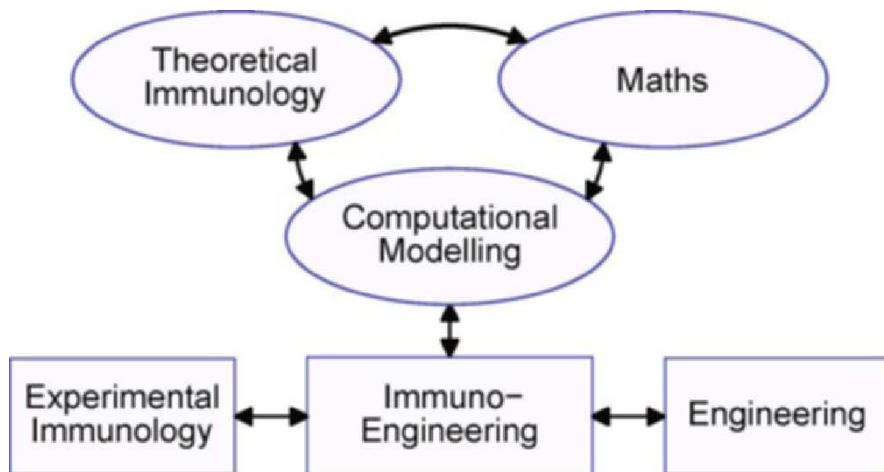 Theoretical
Immunology
Maths
Computational
Modelling
Experimental
Immunology
Immuno−
Engineering
Engineering